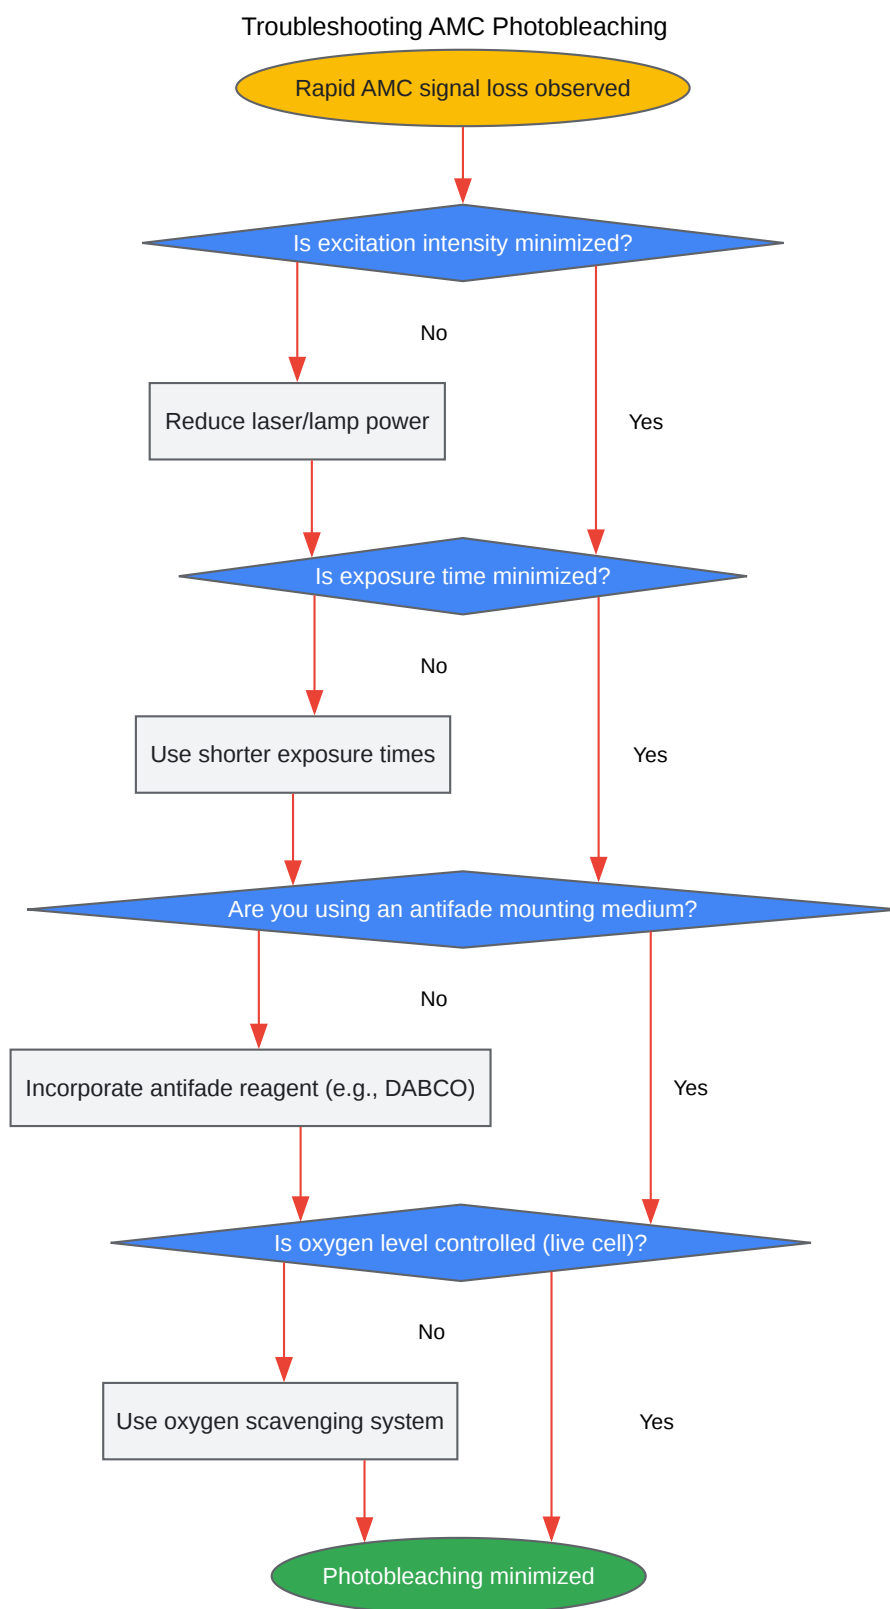 Troubleshooting AMC Photobleaching
Rapid AMC signal loss observed
Is excitation intensity minimized?
No
Reduce laser/lamp power
Yes
Is exposure time minimized?
No
Use shorter exposure times
Yes
Are you using an antifade mounting medium?
No
Incorporate antifade reagent (e.g., DABCO)
Yes
Is oxygen level controlled (live cell)?
No
Use oxygen scavenging system
Yes
Photobleaching minimized